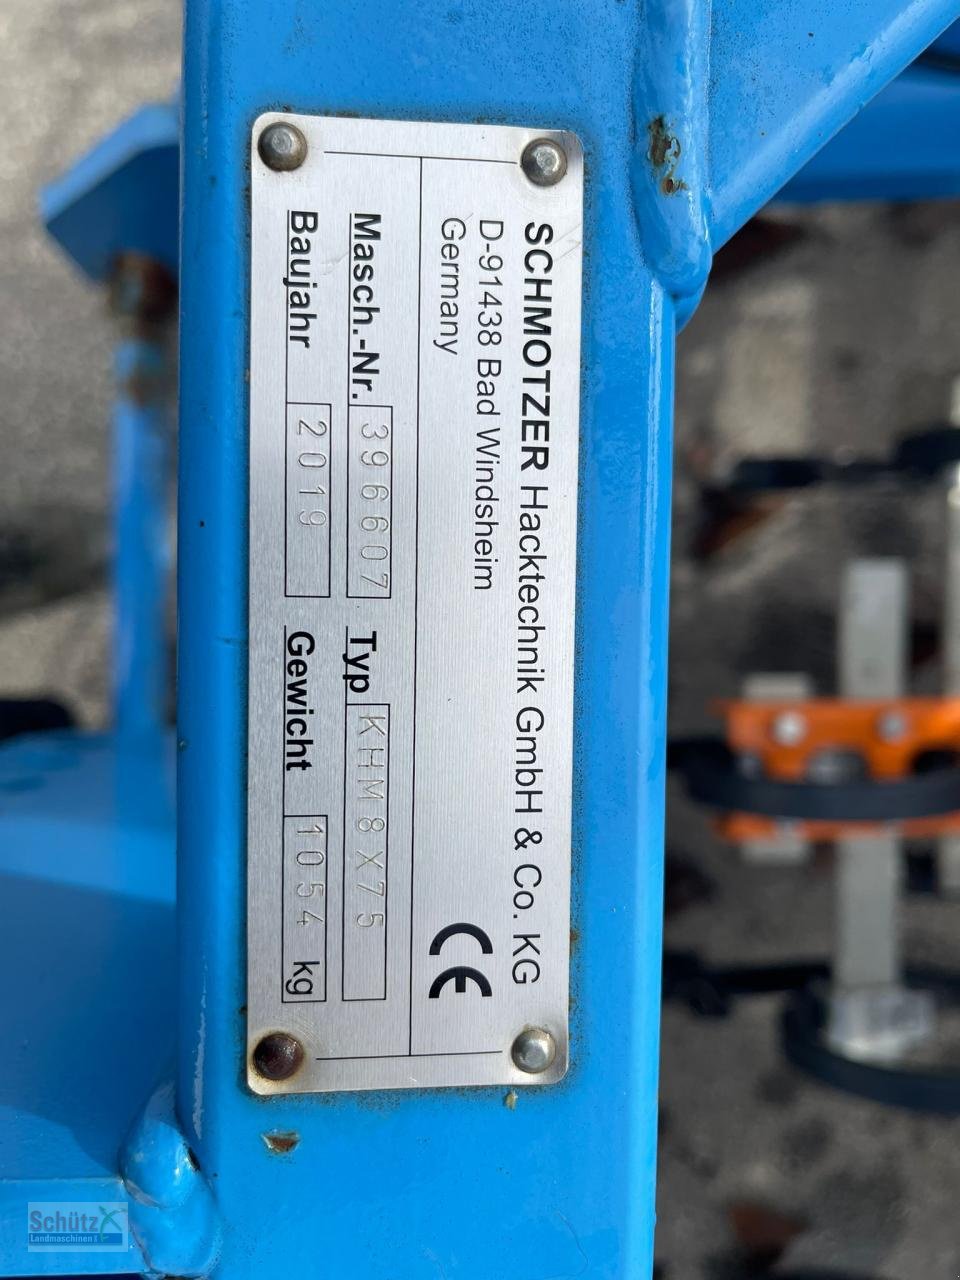 SCHMOTZER Hacktechnik GmbH & Co. KG
D-91438 Bad Windsheim
Germany
CE
Masch.-Nr. 396607 Typ KHM8X75
Baujahr 2019 Gewicht 1054 kg
Schütz
Landmaschinen